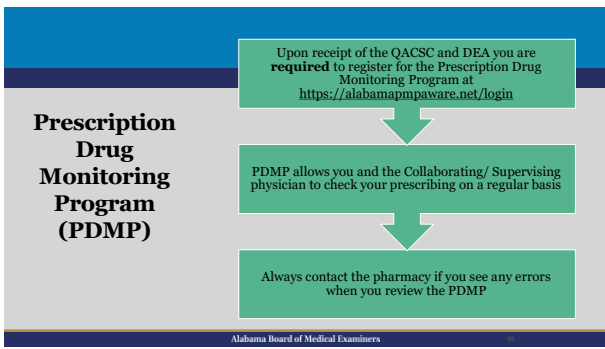 Prescription
Drug
Monitoring
Program
(PDMP)
Upon receipt of the QACSC and DEA you are
required to register for the Prescription Drug
Monitoring Program at
https://alabamapmpaware.net/login
PDMP allows you and the Collaborating/ Supervising
physician to check your prescribing on a regular basis
Always contact the pharmacy if you see any errors
when you review the PDMP
Alabama Board of Medical Examiners